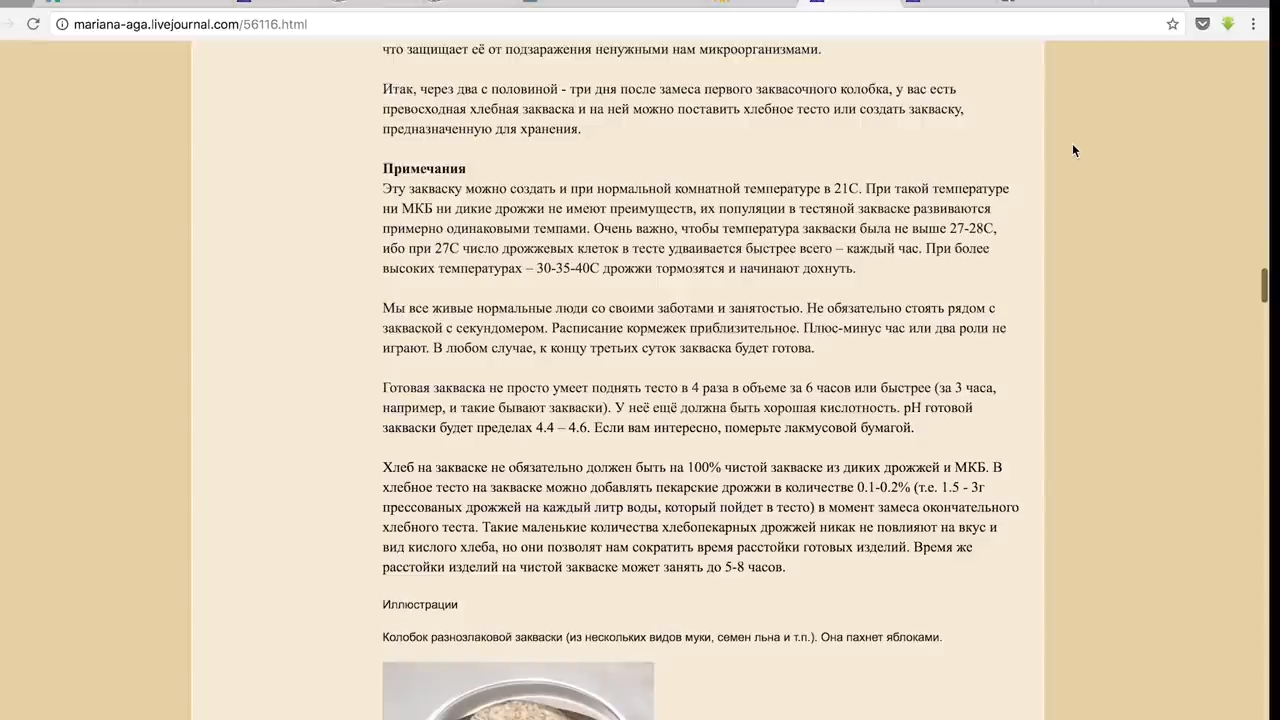 mariana-aga.livejournal.com/56116.html
что защищает её от подзаражения ненужными нам микроорганизмами.
Итак, через два с половиной - три дня после замеса первого заквасочного колобка, у вас есть
превосходная хлебная закваска и на ней можно поставить хлебное тесто или создать закваску,
предназначенную для хранения.
Примечания
Эту закваску можно создать и при нормальной комнатной температуре в 21С. При такой температуре
ни МКБ ни дикие дрожжи не имеют преимуществ, их популяции в тестяной закваске развиваются
примерно одинаковыми темпами. Очень важно, чтобы температура закваски была не выше 27-28С,
ибо при 27С число дрожжевых клеток в тесте удваивается быстрее всего – каждый час. При более
высоких температурах – 30-35-40С дрожжи тормозятся и начинают дохнуть.
Мы все живые нормальные люди со своими заботами и занятостью. Не обязательно стоять рядом с
закваской с секундомером. Расписание кормежек приблизительное. Плюс-минус час или два роли не
играют. В любом случае, к концу третьих суток закваска будет готова.
Готовая закваска не просто умеет поднять тесто в 4 раза в объеме за 6 часов или быстрее (за 3 часа,
например, и такие бывают закваски). У неё ещё должна быть хорошая кислотность. pH готовой
закваски будет пределах 4.4 – 4.6. Если вам интересно, померьте лакмусовой бумагой.
Хлеб на закваске не обязательно должен быть на 100% чистой закваске из диких дрожжей и МКБ. В
хлебное тесто на закваске можно добавлять пекарские дрожжи в количестве 0.1-0.2% (т.е. 1.5 - 3г
прессованых дрожжей на каждый литр воды, который пойдет в тесто) в момент замеса окончательного
хлебного теста. Такие маленькие количества хлебопекарных дрожжей никак не повлияют на вкус и
вид кислого хлеба, но они позволят нам сократить время расстойки готовых изделий. Время же
расстойки изделий на чистой закваске может занять до 5-8 часов.
Иллюстрации
Колобок разнозлаковой закваски (из нескольких видов муки, семен льна и т.п.). Она пахнет яблоками.